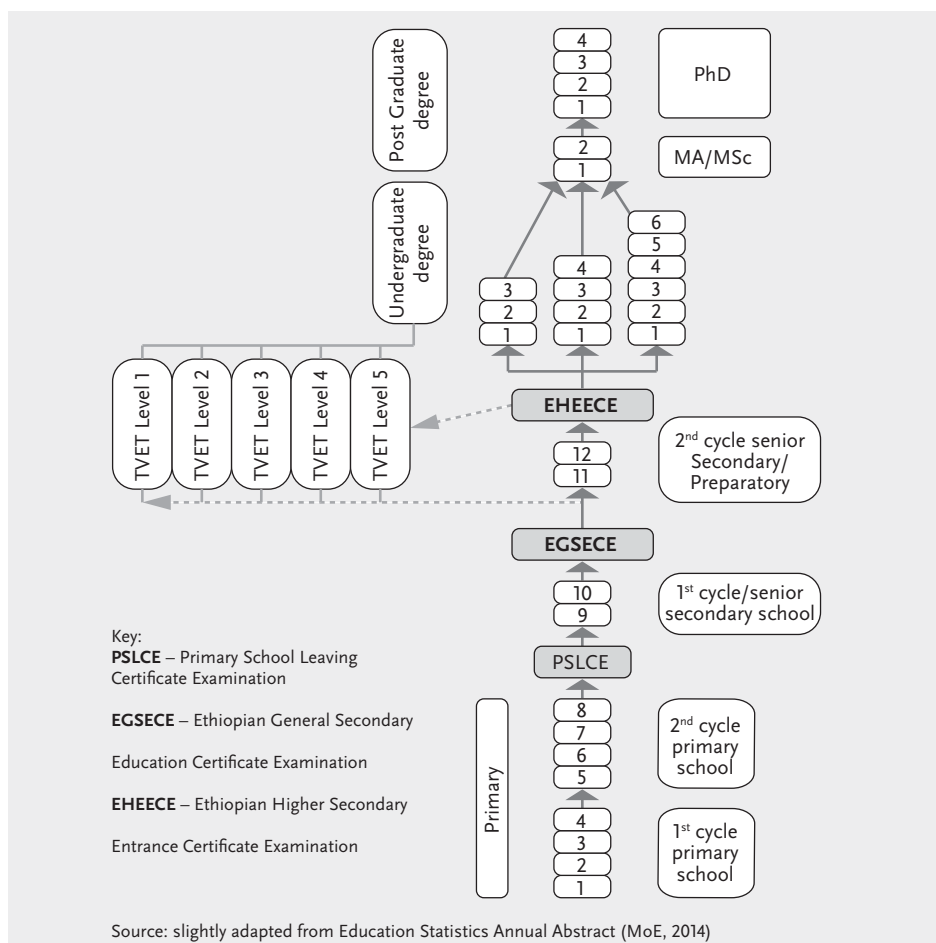 4
3
2
1
PhD
Post Graduate
degree
2
1
MA/MSc
Undergraduate
degree
3
2
1
4
3
2
1
6
5
4
3
2
1
TVET Level 1
TVET Level 2
TVET Level 3
TVET Level 4
TVET Level 5
EHEECE
12
11
2nd cycle senior
Secondary/
Preparatory
EGSECE
10
9
1st cycle/senior
secondary school
PSLCE
8
7
6
5
2nd cycle
primary
school
Primary
4
3
2
1
1st cycle
primary
school
Key:
PSLCE – Primary School Leaving
Certificate Examination
EGSECE – Ethiopian General Secondary
Education Certificate Examination
EHEECE – Ethiopian Higher Secondary
Entrance Certificate Examination
Source: slightly adapted from Education Statistics Annual Abstract (MoE, 2014)